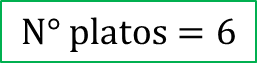 N° platos = 6